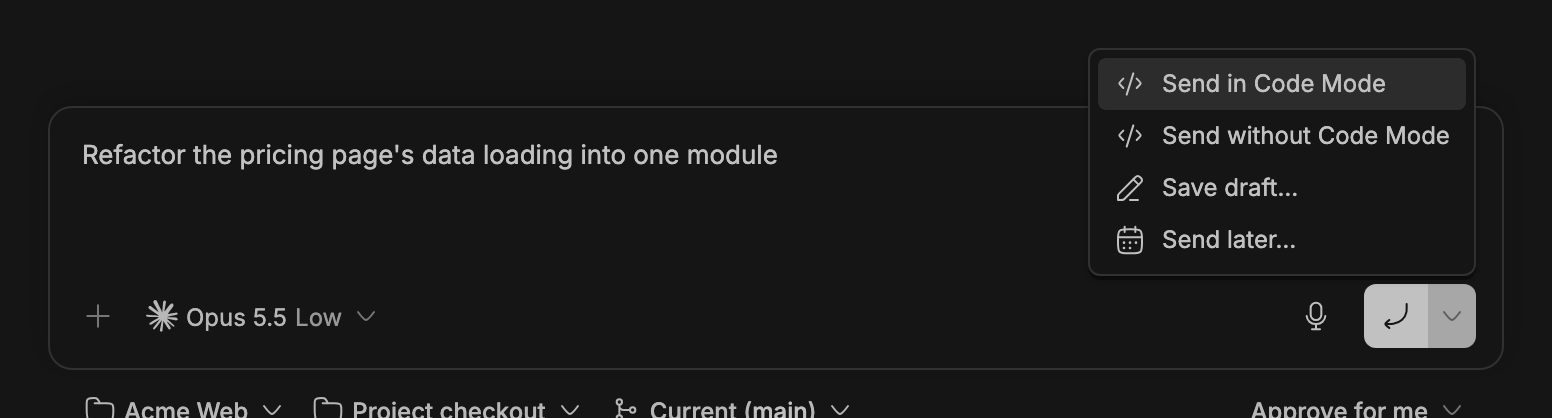 Send in Code Mode
Send without Code Mode
Save draft...
Send later...
Refactor the pricing page's data loading into one module
Opus 5.5 Low
Acme Web Project checkout Current (main) Approve for me